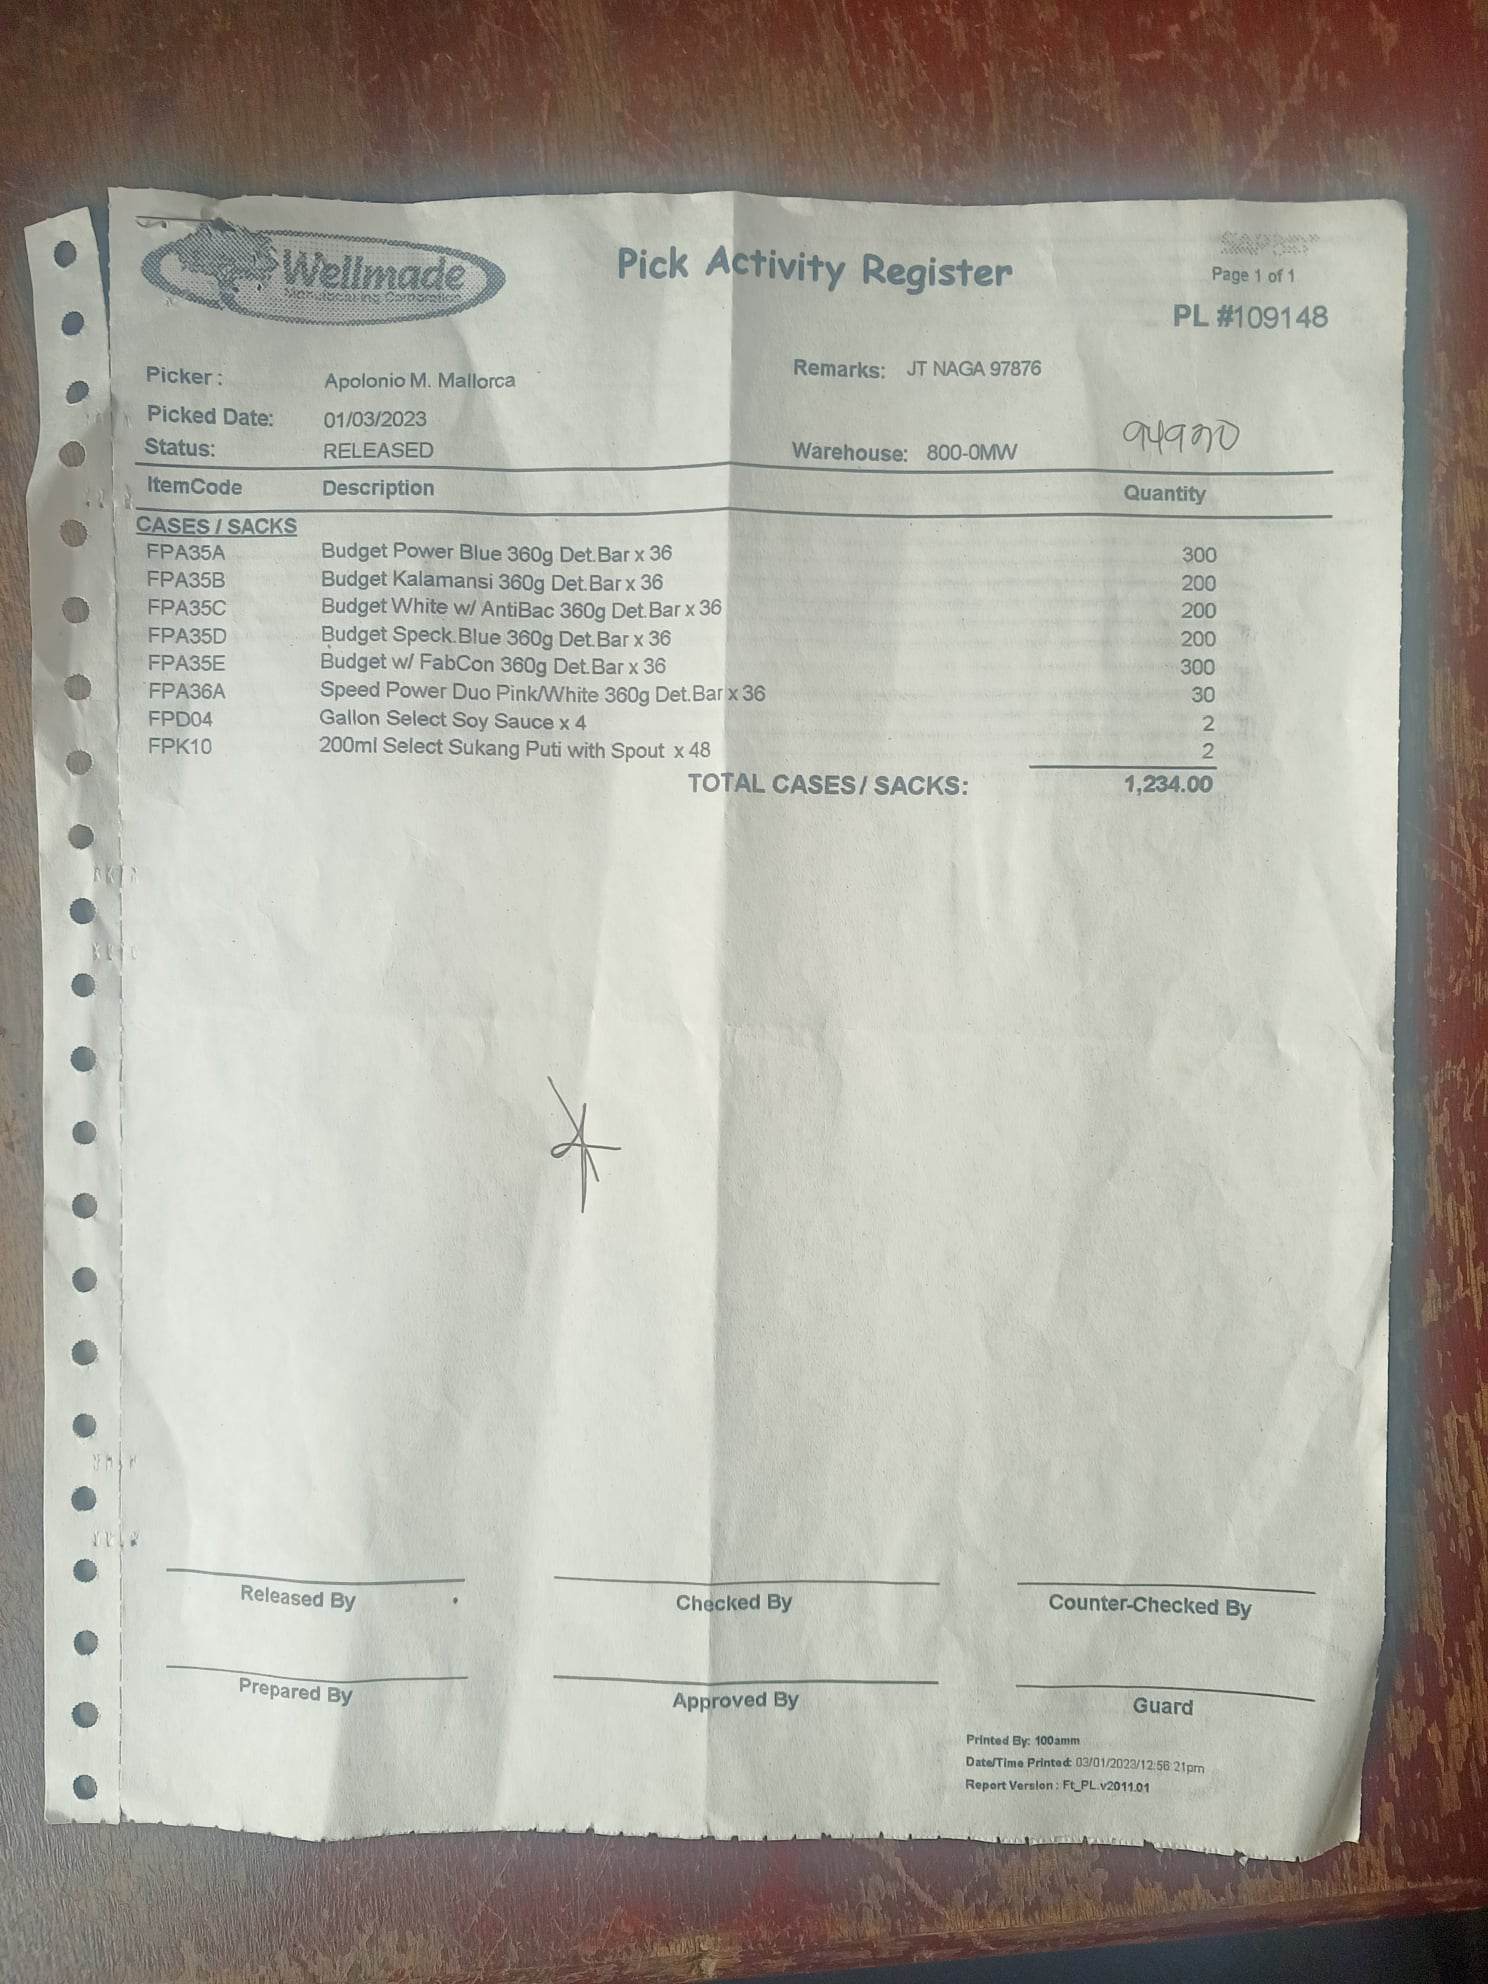 Wellmade
Manufacturing Corporation
Pick Activity Register
Page 1 of 1
PL #109148
Picker : Apolonio M. Mallorca Remarks: JT NAGA 97876
Picked Date: 01/03/2023
Status: RELEASED Warehouse: 800-0MW
ItemCode Description Quantity
CASES / SACKS
FPA35A Budget Power Blue 360g Det.Bar x 36 300
FPA35B Budget Kalamansi 360g Det.Bar x 36 200
FPA35C Budget White w/ AntiBac 360g Det.Bar x 36 200
FPA35D Budget Speck.Blue 360g Det.Bar x 36 200
FPA35E Budget w/ FabCon 360g Det.Bar x 36 300
FPA36A Speed Power Duo Pink/White 360g Det.Bar x 36 30
FPD04 Gallon Select Soy Sauce x 4 2
FPK10 200ml Select Sukang Puti with Spout x 48 2
TOTAL CASES / SACKS: 1,234.00
Released By Checked By Counter-Checked By
Prepared By Approved By Guard
Printed By: 100amm
Date/Time Printed: 03/01/2023/12:56:21pm
Report Version : Ft_PL.v2011.01